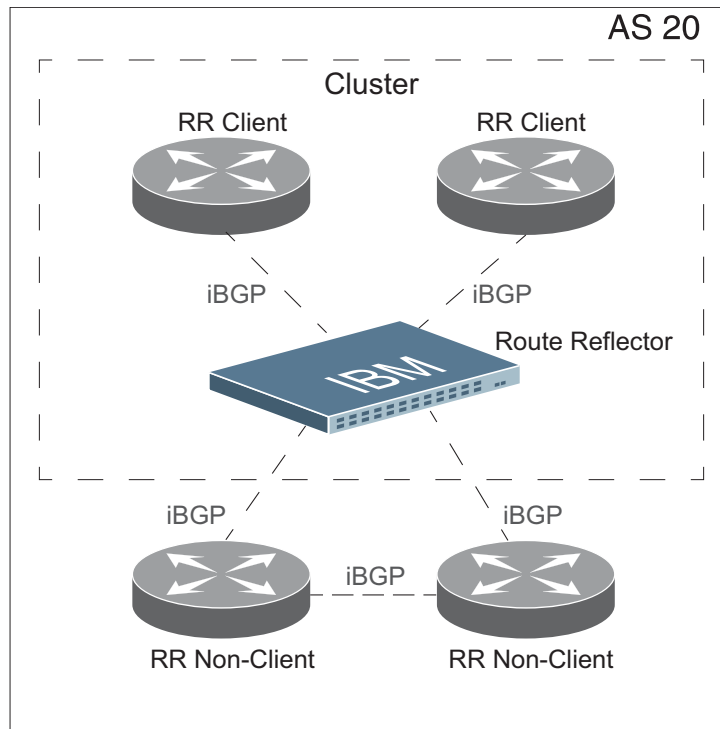 AS 20
Cluster
RR Client
RR Client
iBGP
iBGP
Route Reflector
IBM
iBGP
iBGP
iBGP
RR Non-Client
RR Non-Client